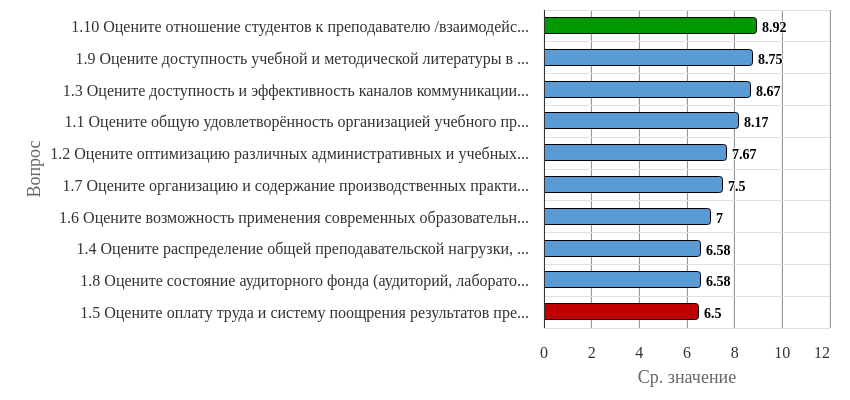 1.10 Оцените отношение студентов к преподавателю /взаимодейс... 8.92
1.9 Оцените доступность учебной и методической литературы в ... 8.75
1.3 Оцените доступность и эффективность каналов коммуникации... 8.67
1.1 Оцените общую удовлетворённость организацией учебного пр... 8.17
1.2 Оцените оптимизацию различных административных и учебных... 7.67
1.7 Оцените организацию и содержание производственных практи... 7.5
1.6 Оцените возможность применения современных образовательн... 7
1.4 Оцените распределение общей преподавательской нагрузки, ... 6.58
1.8 Оцените состояние аудиторного фонда (аудиторий, лаборато... 6.58
1.5 Оцените оплату труда и систему поощрения результатов пре... 6.5
Вопрос
0 2 4 6 8 10 12
Ср. значение